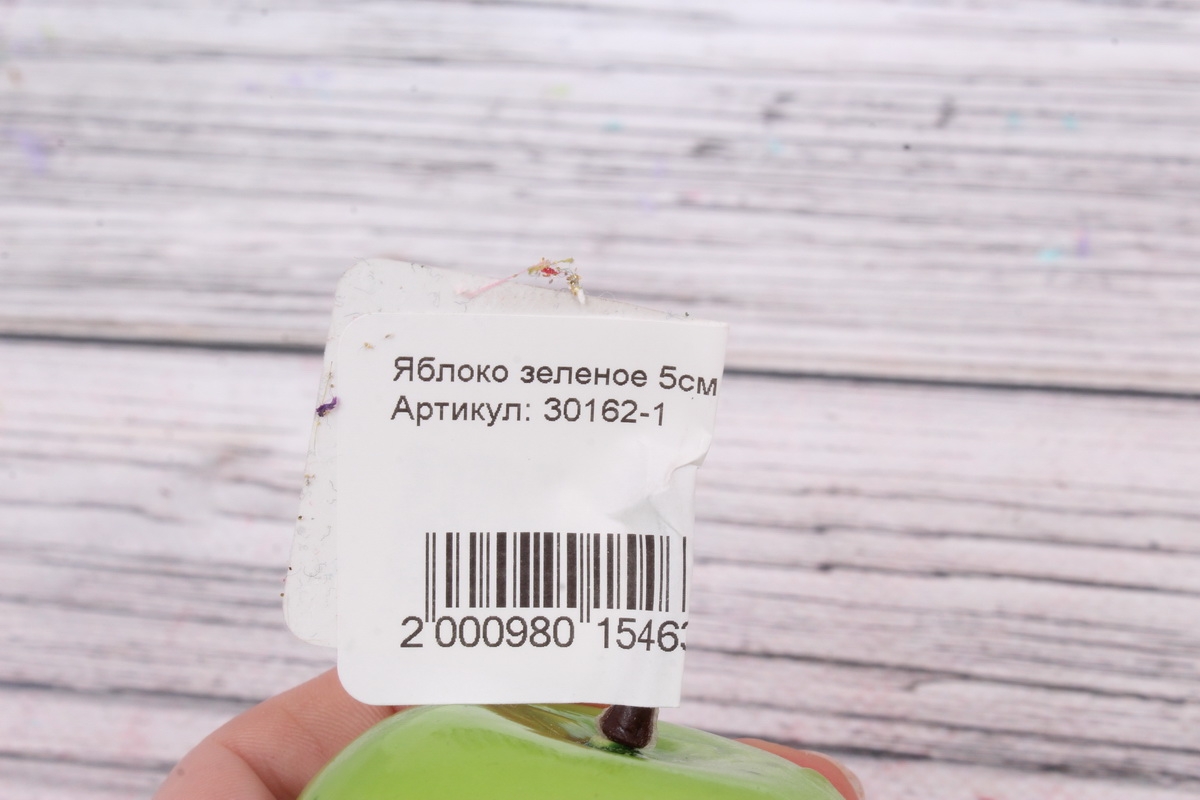 Яблоко зеленое 5см
Артикул: 30162-1
2 000980 15463